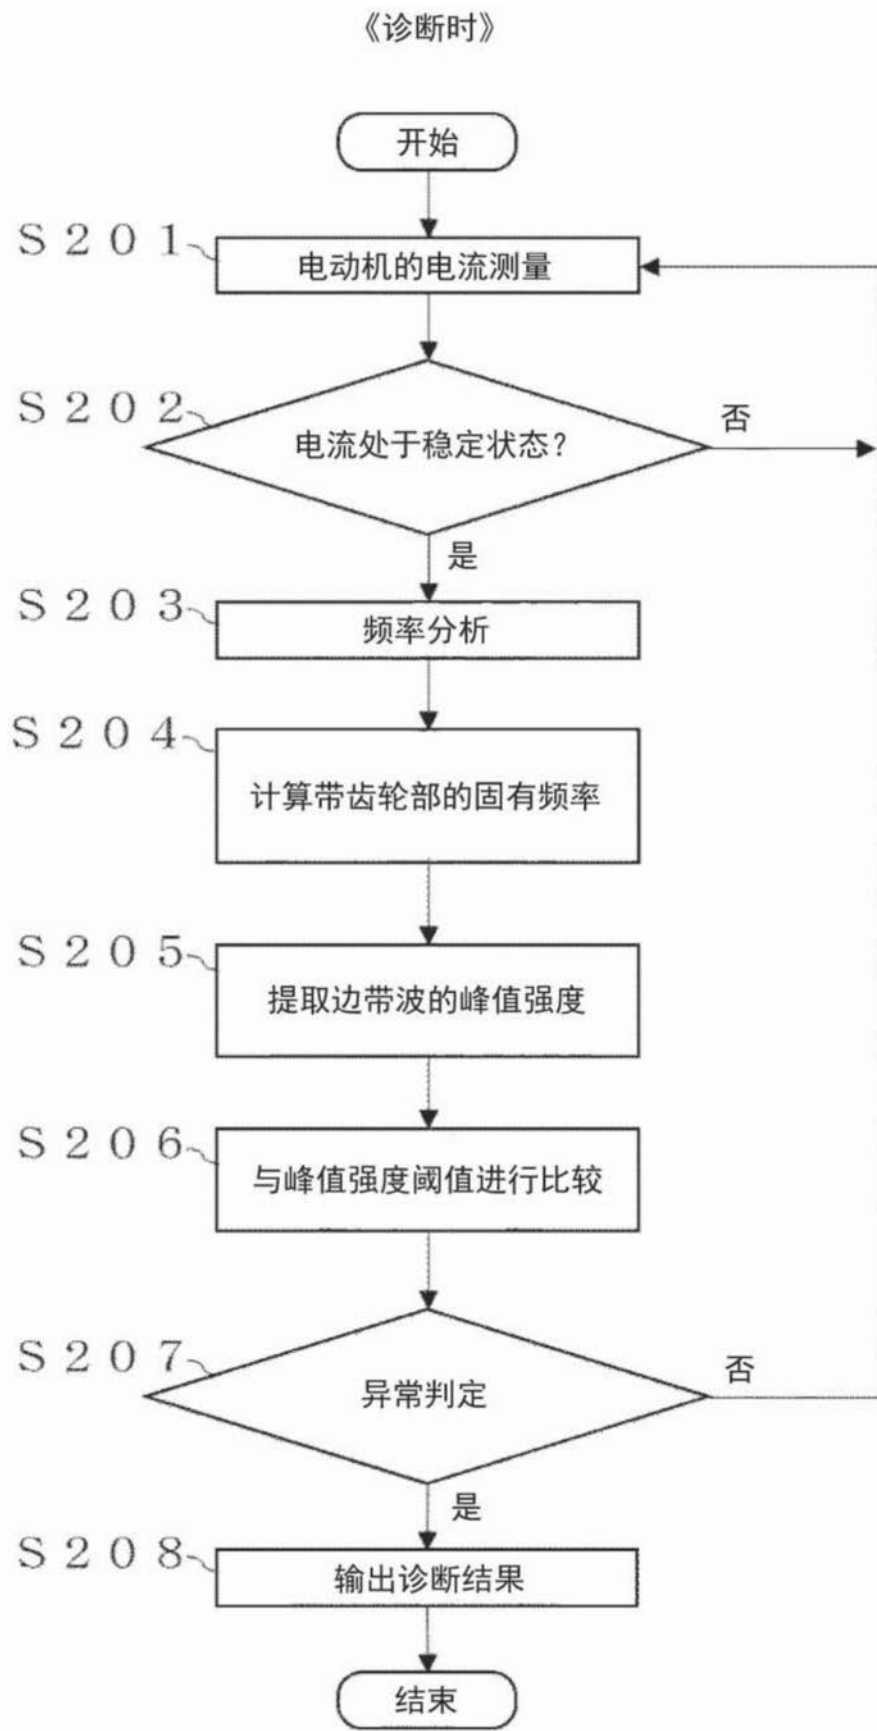 《诊断时》
开始
S201
电动机的电流测量
S202
电流处于稳定状态?
否
是
S203
频率分析
S204
计算带齿轮部的固有频率
S205
提取边带波的峰值强度
S206
与峰值强度阈值进行比较
S207
异常判定
否
是
S208
输出诊断结果
结束